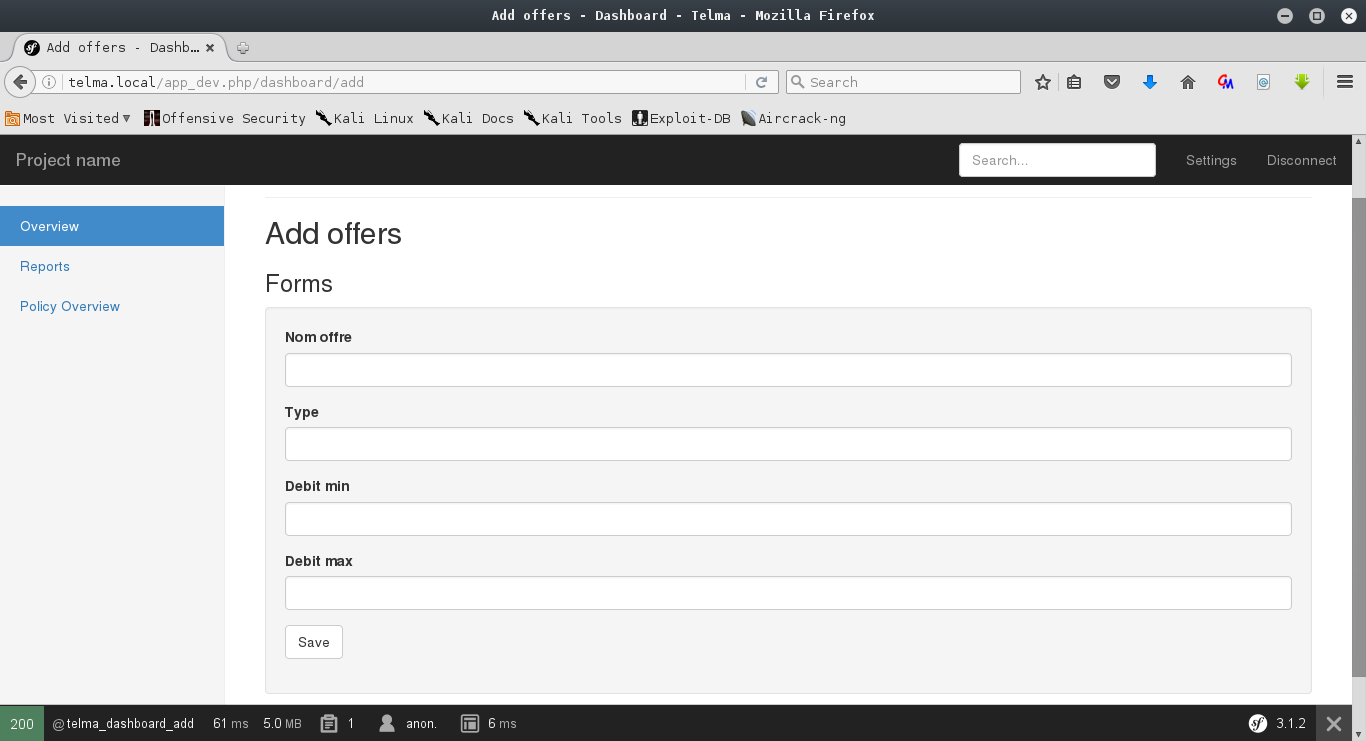 Add offers - Dashboard - Telma - Mozilla Firefox
Add offers - Dashb...
telma.local/app_dev.php/dashboard/add
Search
Most Visited Offensive Security Kali Linux Kali Docs Kali Tools Exploit-DB Aircrack-ng
Project name Search... Settings Disconnect
Overview
Reports
Policy Overview
Add offers
Forms
Nom offre
Type
Debit min
Debit max
Save
200 @telma_dashboard_add 61 ms 5.0 MB 1 anon. 6 ms sf 3.1.2